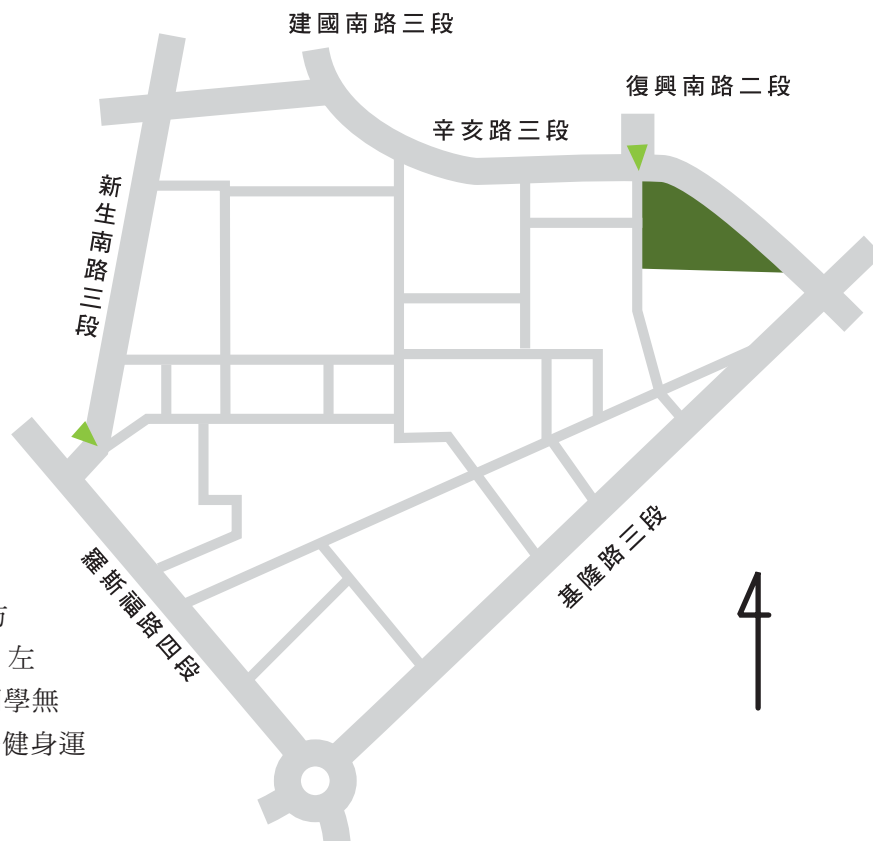 建國南路三段
復興南路二段
辛亥路三段
新生南路三段
羅斯福路四段
基隆路三段
左
學無
健身運